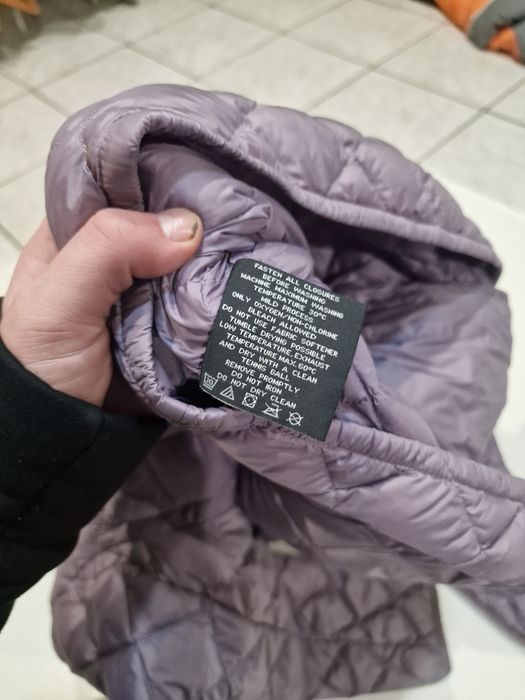 FASTEN ALL CLOSURES
BEFORE WASHING
MACHINE MAXIMUM WASHING
TEMPERATURE 30°C
MILD PROCESS
ONLY OXYGEN/NON-CHLORINE
BLEACH ALLOWED
DO NOT USE FABRIC SOFTENER
TUMBLE DRYING POSSIBLE
LOW TEMPERATURE, EXHAUST
TEMPERATURE MAX. 60°C
AND DRY WITH A CLEAN
TENNIS BALL
REMOVE PROMPTLY
DO NOT IRON
DO NOT DRY CLEAN